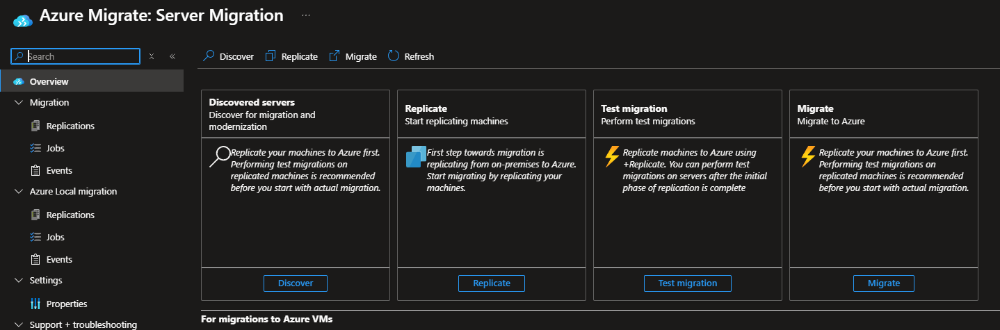 Azure Migrate: Server Migration ...
Search
Discover Replicate Migrate Refresh
Overview
Migration
Replications
Jobs
Events
Azure Local migration
Replications
Jobs
Events
Settings
Properties
Support + troubleshooting
Discovered servers
Discover for migration and
modernization
Replicate your machines to Azure first.
Performing test migrations on
replicated machines is recommended
before you start with actual migration.
Discover
Replicate
Start replicating machines
First step towards migration is
replicating from on-premises to Azure.
Start migrating by replicating your
machines.
Replicate
Test migration
Perform test migrations
Replicate machines to Azure using
+Replicate. You can perform test
migrations on servers after the initial
phase of replication is complete
Test migration
Migrate
Migrate to Azure
Replicate your machines to Azure first.
Performing test migrations on
replicated machines is recommended
before you start with actual migration.
Migrate
For migrations to Azure VMs